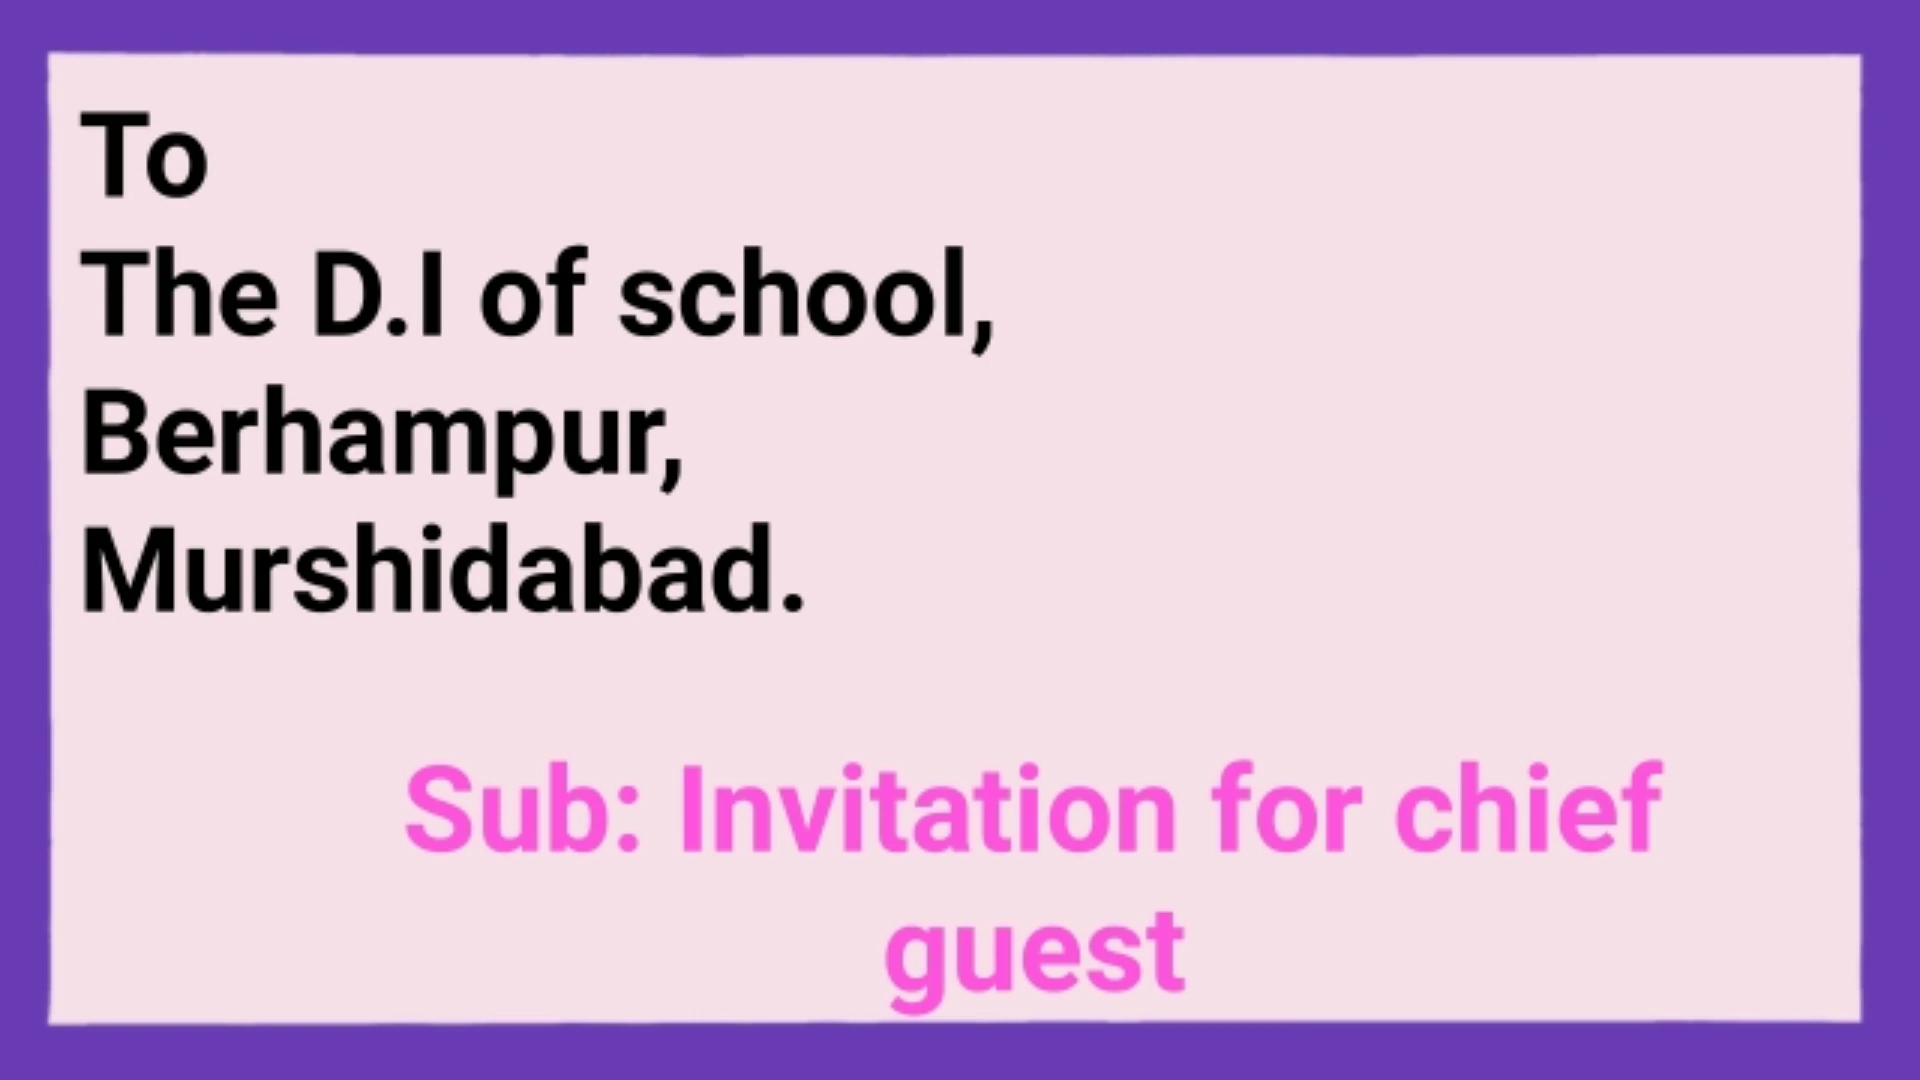 To
The D.I of school,
Berhampur,
Murshidabad.
Sub: Invitation for chief
guest